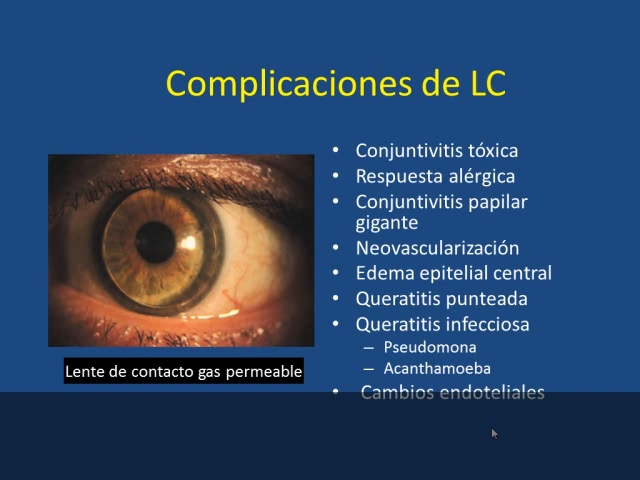 Complicaciones de LC
• Conjuntivitis tóxica
• Respuesta alérgica
• Conjuntivitis papilar
gigante
• Neovascularización
• Edema epitelial central
• Queratitis punteada
• Queratitis infecciosa
– Pseudomona
– Acanthamoeba
• Cambios endoteliales
Lente de contacto gas permeable